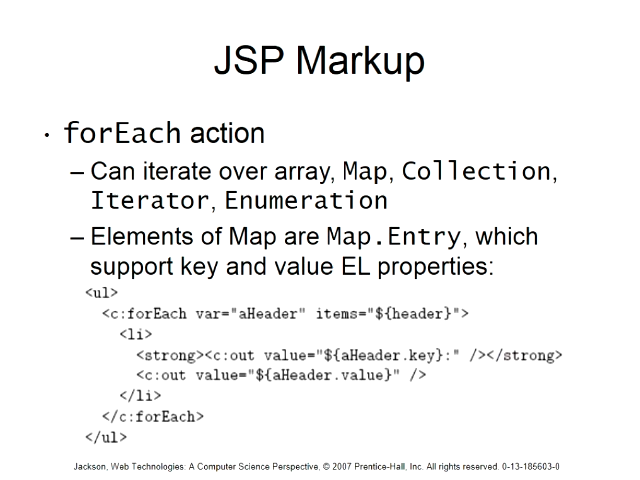 JSP Markup
• forEach action
– Can iterate over array, Map, Collection,
Iterator, Enumeration
– Elements of Map are Map.Entry, which
support key and value EL properties:
<ul>
<c:forEach var="aHeader" items="${header}">
<li>
<strong><c:out value="${aHeader.key}:" /></strong>
<c:out value="${aHeader.value}" />
</li>
</c:forEach>
</ul>
Jackson, Web Technologies: A Computer Science Perspective, © 2007 Prentice-Hall, Inc. All rights reserved. 0-13-185603-0